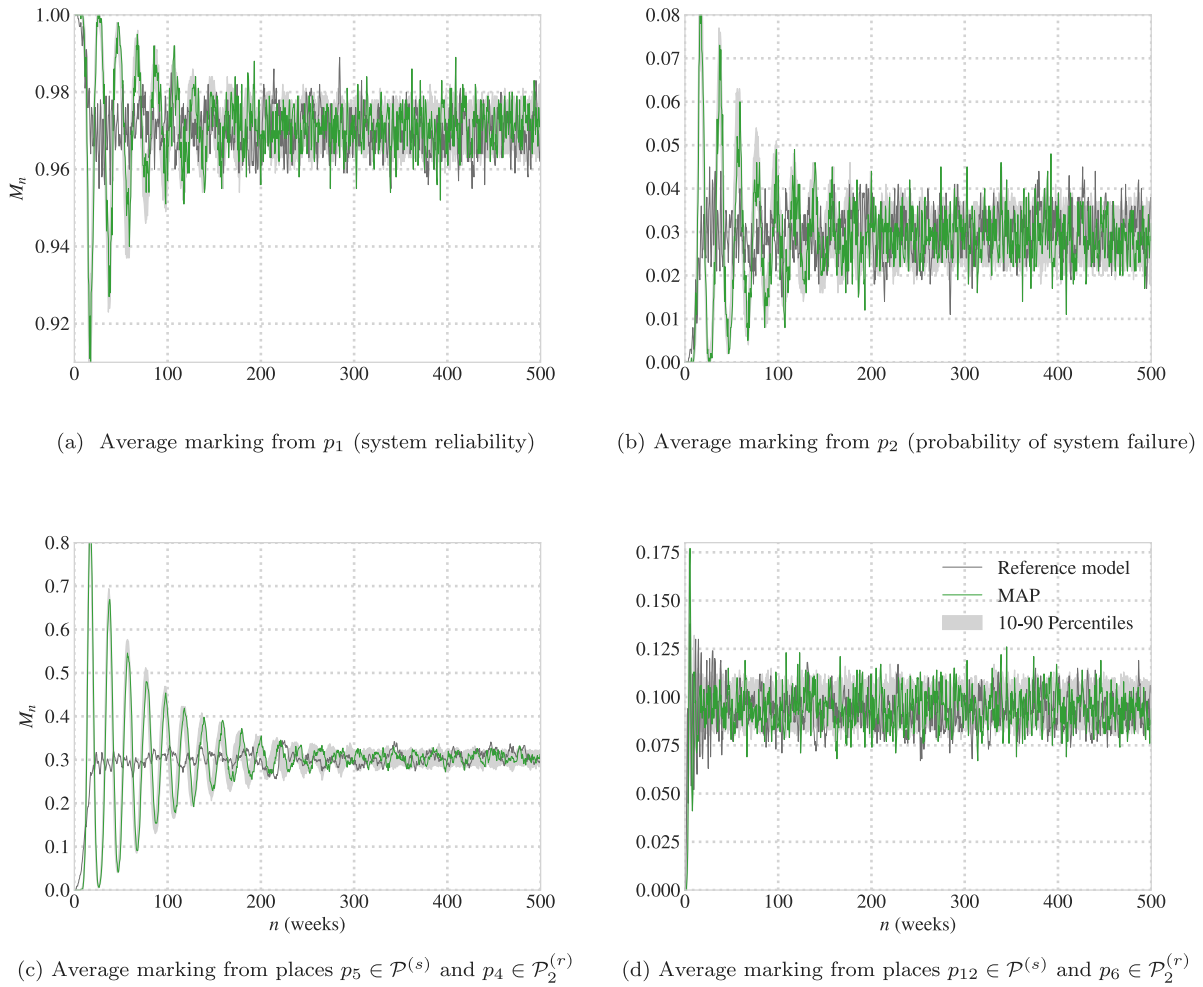 1.00
0.98
0.96
0.94
0.92
M_n
0 100 200 300 400 500
(a) Average marking from p_1 (system reliability)
0.08
0.07
0.06
0.05
0.04
0.03
0.02
0.01
0.00
0 100 200 300 400 500
(b) Average marking from p_2 (probability of system failure)
0.8
0.7
0.6
0.5
0.4
0.3
0.2
0.1
0.0
M_n
0 100 200 300 400 500
n (weeks)
(c) Average marking from places p_5 ∈ 𝒫^(s) and p_4 ∈ 𝒫_2^(r)
0.175
0.150
0.125
0.100
0.075
0.050
0.025
0.000
Reference model
MAP
10-90 Percentiles
0 100 200 300 400 500
n (weeks)
(d) Average marking from places p_12 ∈ 𝒫^(s) and p_6 ∈ 𝒫_2^(r)